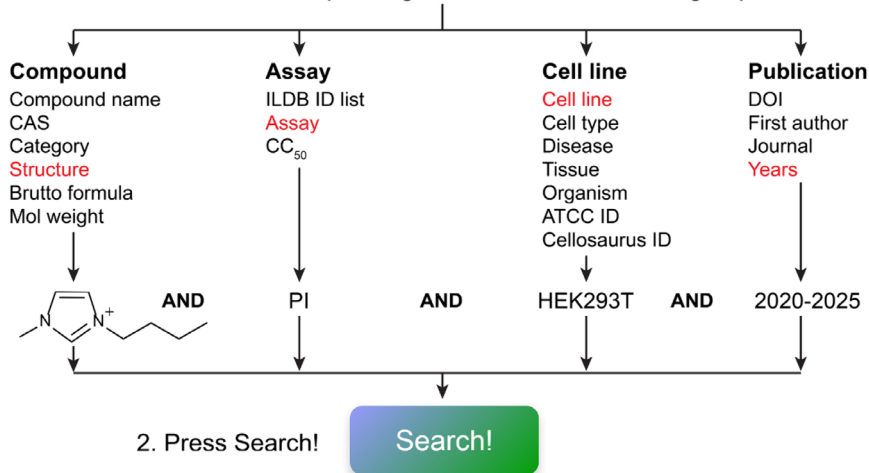 Compound
Compound name
CAS
Category
Structure
Brutto formula
Mol weight
Assay
ILDB ID list
Assay
CC50
Cell line
Cell line
Cell type
Disease
Tissue
Organism
ATCC ID
Cellosaurus ID
Publication
DOI
First author
Journal
Years
N N+ AND PI AND HEK293T AND 2020-2025
2. Press Search! Search!